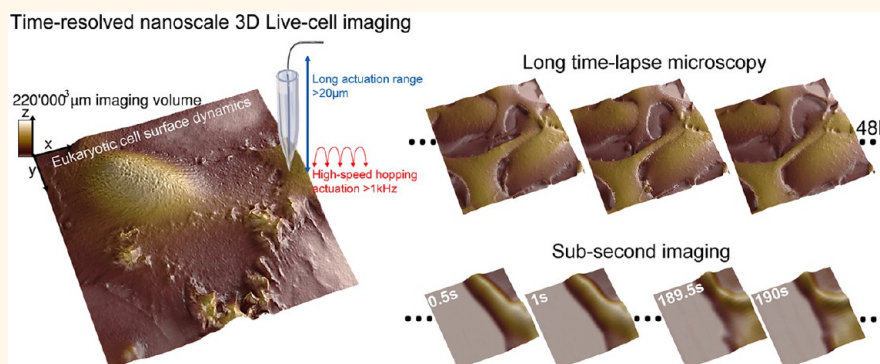 Time-resolved nanoscale 3D Live-cell imaging
Long actuation range
>20μm
220'000³μm imaging volume
z
x
y
Eukaryotic cell surface dynamics
High-speed hopping
actuation >1kHz
Long time-lapse microscopy
48h
Sub-second imaging
0.5s
1s
189.5s
190s